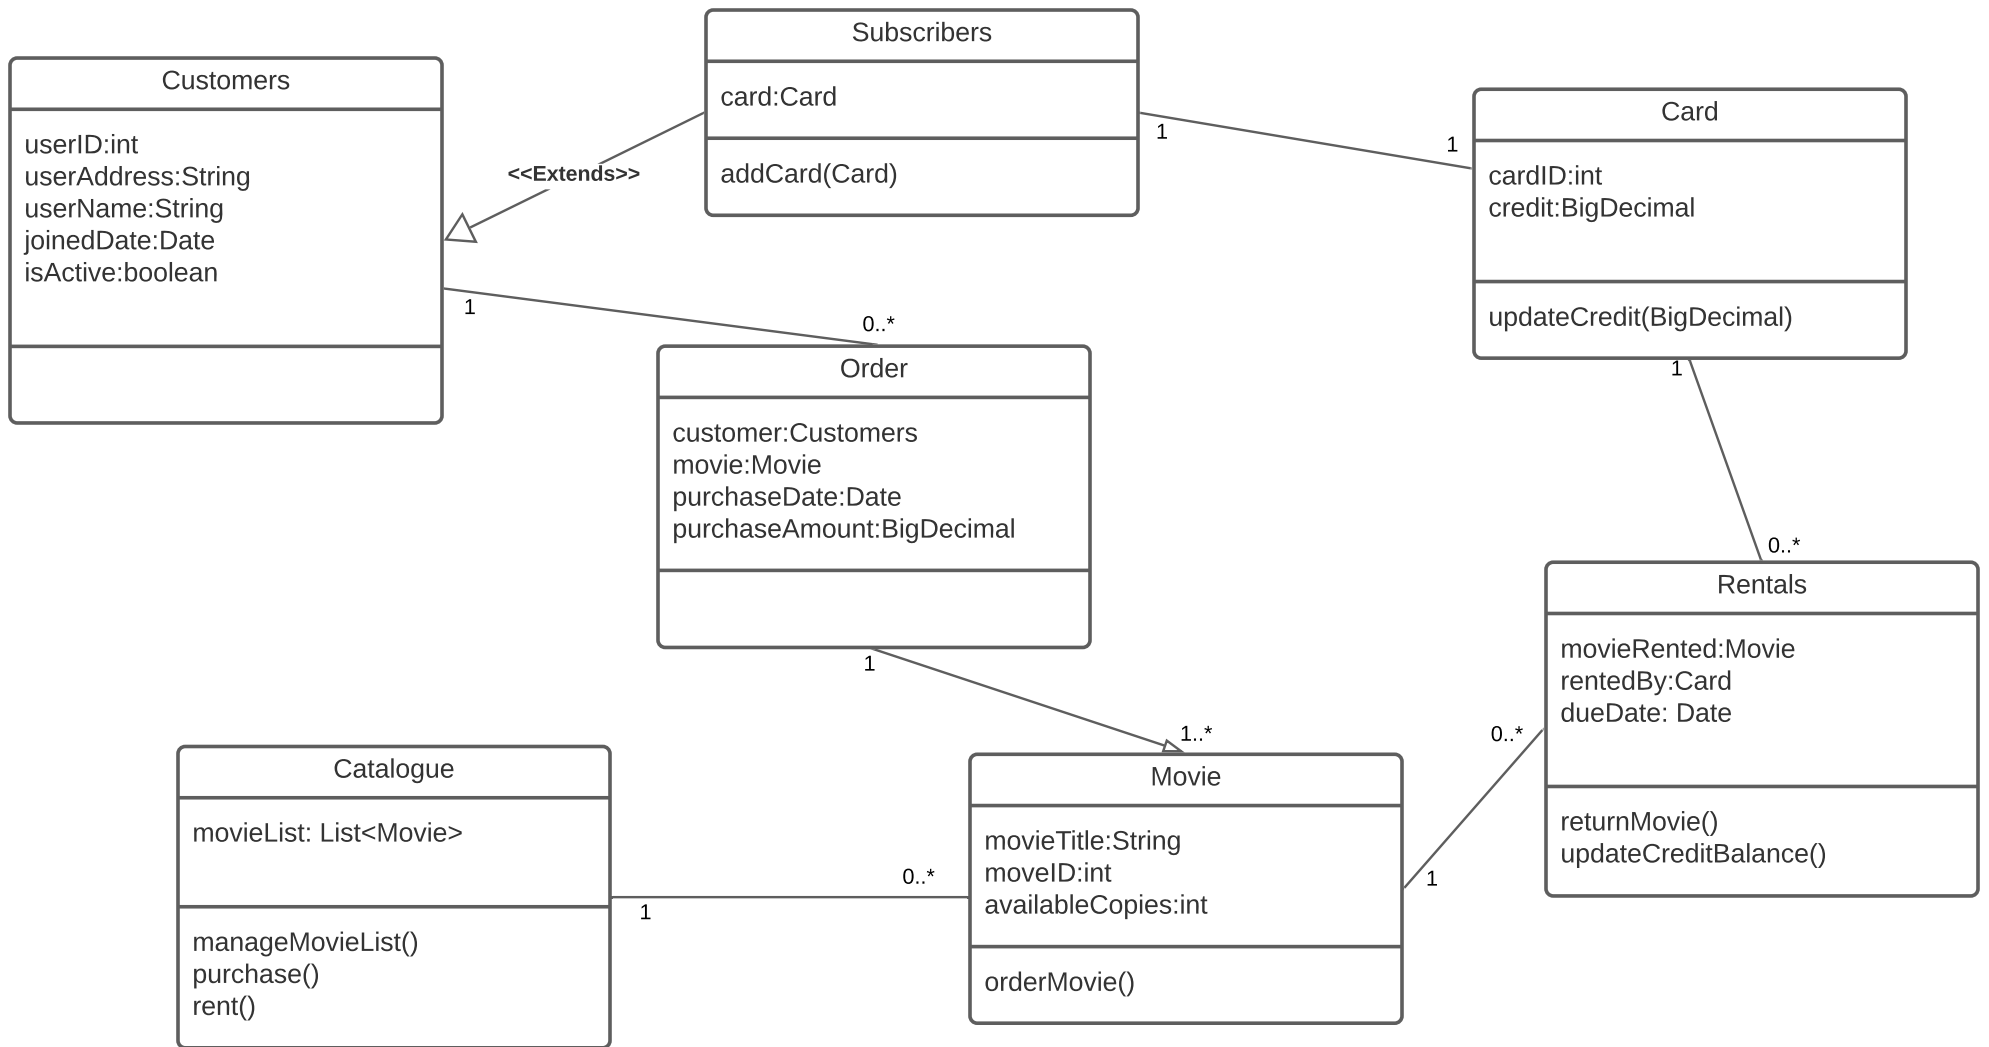 Subscribers
card:Card
addCard(Card)
Customers
userID:int
userAddress:String
userName:String
joinedDate:Date
isActive:boolean
<<Extends>>
1
1
Card
cardID:int
credit:BigDecimal
updateCredit(BigDecimal)
1
0..*
Order
customer:Customers
movie:Movie
purchaseDate:Date
purchaseAmount:BigDecimal
1
0..*
Rentals
movieRented:Movie
rentedBy:Card
dueDate: Date
returnMovie()
updateCreditBalance()
1
1..*
0..*
1
Catalogue
movieList: List<Movie>
manageMovieList()
purchase()
rent()
1
0..*
Movie
movieTitle:String
moveID:int
availableCopies:int
orderMovie()